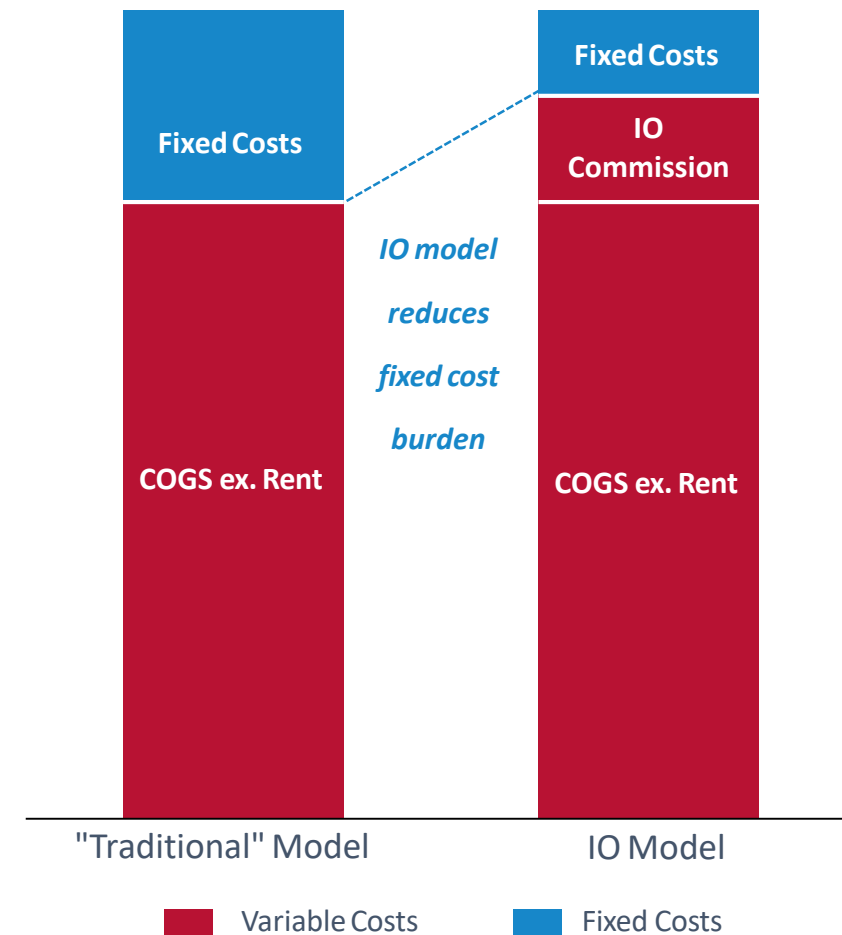 Fixed Costs
COGS ex. Rent
IO model
reduces
fixed cost
burden
Fixed Costs
IO
Commission
COGS ex. Rent
"Traditional" Model
IO Model
Variable Costs
Fixed Costs